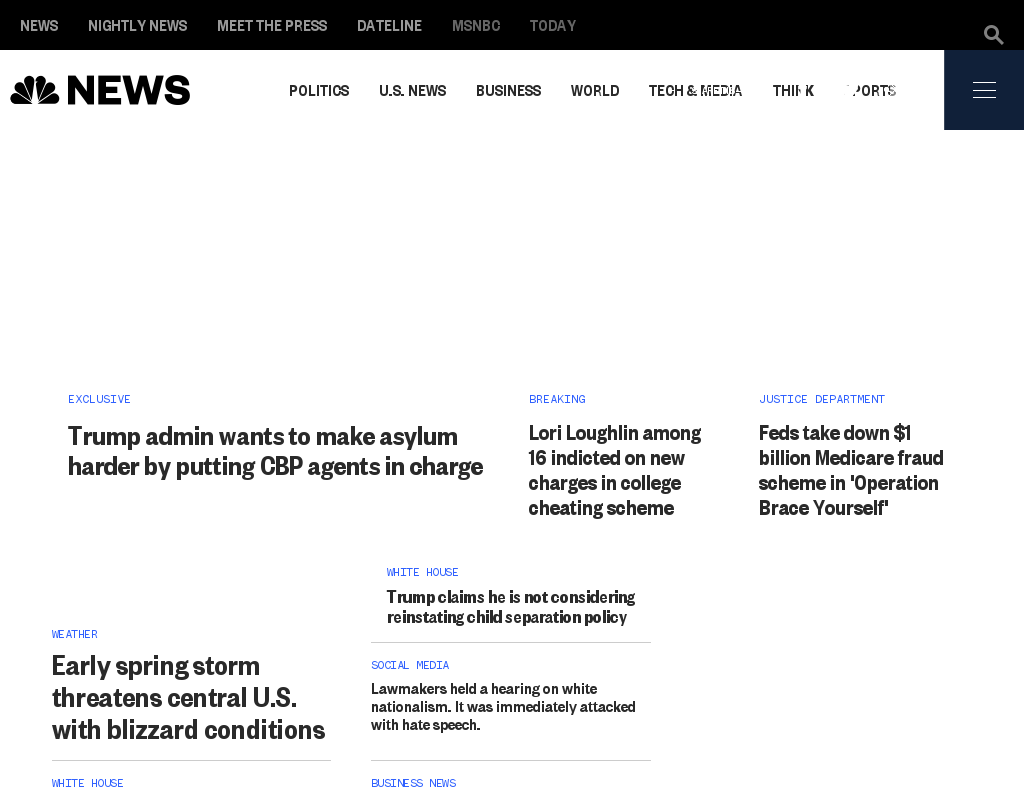 NEWS NIGHTLY NEWS MEET THE PRESS DATELINE MSNBC TODAY
NEWS
POLITICS U.S. NEWS BUSINESS WORLD TECH & MEDIA THINK SPORTS
EXCLUSIVE
Trump admin wants to make asylum
harder by putting CBP agents in charge
BREAKING
Lori Loughlin among
16 indicted on new
charges in college
cheating scheme
JUSTICE DEPARTMENT
Feds take down $1
billion Medicare fraud
scheme in 'Operation
Brace Yourself'
WEATHER
Early spring storm
threatens central U.S.
with blizzard conditions
WHITE HOUSE
WHITE HOUSE
Trump claims he is not considering
reinstating child separation policy
SOCIAL MEDIA
Lawmakers held a hearing on white
nationalism. It was immediately attacked
with hate speech.
BUSINESS NEWS